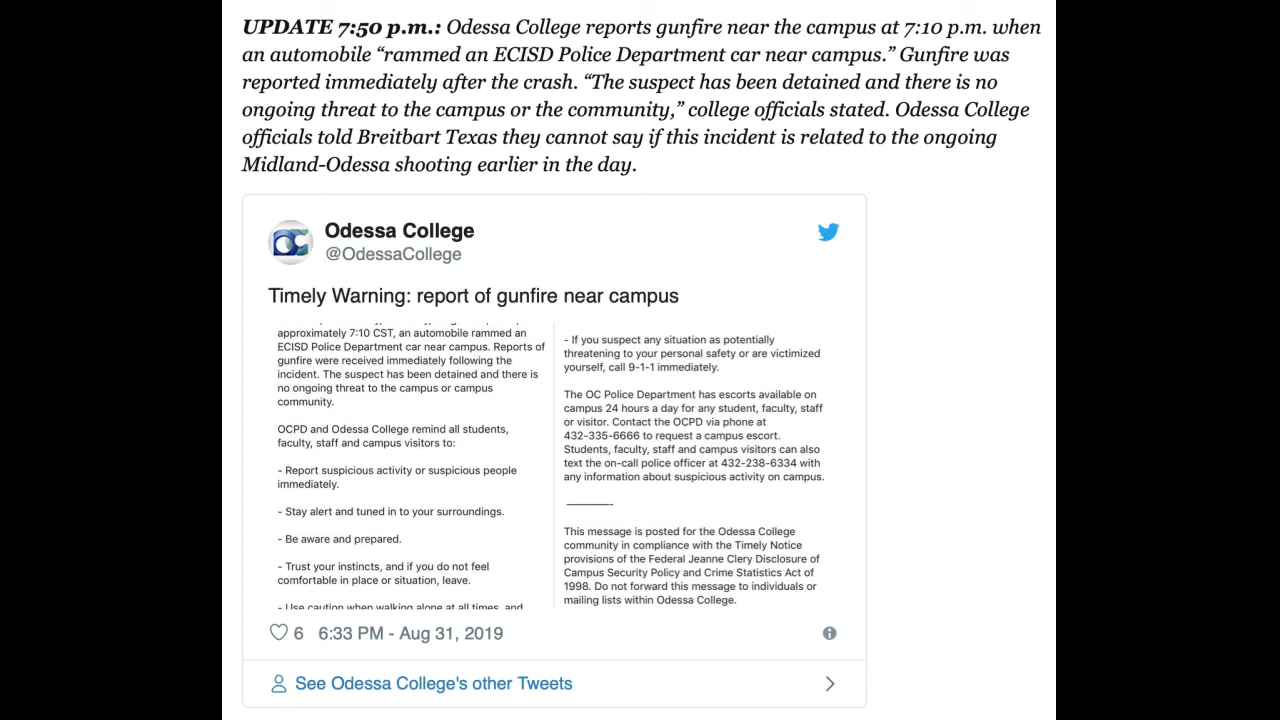 UPDATE 7:50 p.m.: Odessa College reports gunfire near the campus at 7:10 p.m. when
an automobile “rammed an ECISD Police Department car near campus.” Gunfire was
reported immediately after the crash. “The suspect has been detained and there is no
ongoing threat to the campus or the community,” college officials stated. Odessa College
officials told Breitbart Texas they cannot say if this incident is related to the ongoing
Midland-Odessa shooting earlier in the day.
OC
Odessa College
@OdessaCollege
Timely Warning: report of gunfire near campus
approximately 7:10 CST, an automobile rammed an
ECISD Police Department car near campus. Reports of
gunfire were received immediately following the
incident. The suspect has been detained and there is
no ongoing threat to the campus or campus
community.
OCPD and Odessa College remind all students,
faculty, staff and campus visitors to:
- Report suspicious activity or suspicious people
immediately.
- Stay alert and tuned in to your surroundings.
- Be aware and prepared.
- Trust your instincts, and if you do not feel
comfortable in place or situation, leave.
- Use caution when walking alone at all times, and
- If you suspect any situation as potentially
threatening to your personal safety or are victimized
yourself, call 9-1-1 immediately.
The OC Police Department has escorts available on
campus 24 hours a day for any student, faculty, staff
or visitor. Contact the OCPD via phone at
432-335-6666 to request a campus escort.
Students, faculty, staff and campus visitors can also
text the on-call police officer at 432-238-6334 with
any information about suspicious activity on campus.
This message is posted for the Odessa College
community in compliance with the Timely Notice
provisions of the Federal Jeanne Clery Disclosure of
Campus Security Policy and Crime Statistics Act of
1998. Do not forward this message to individuals or
mailing lists within Odessa College.
6 6:33 PM - Aug 31, 2019
See Odessa College's other Tweets